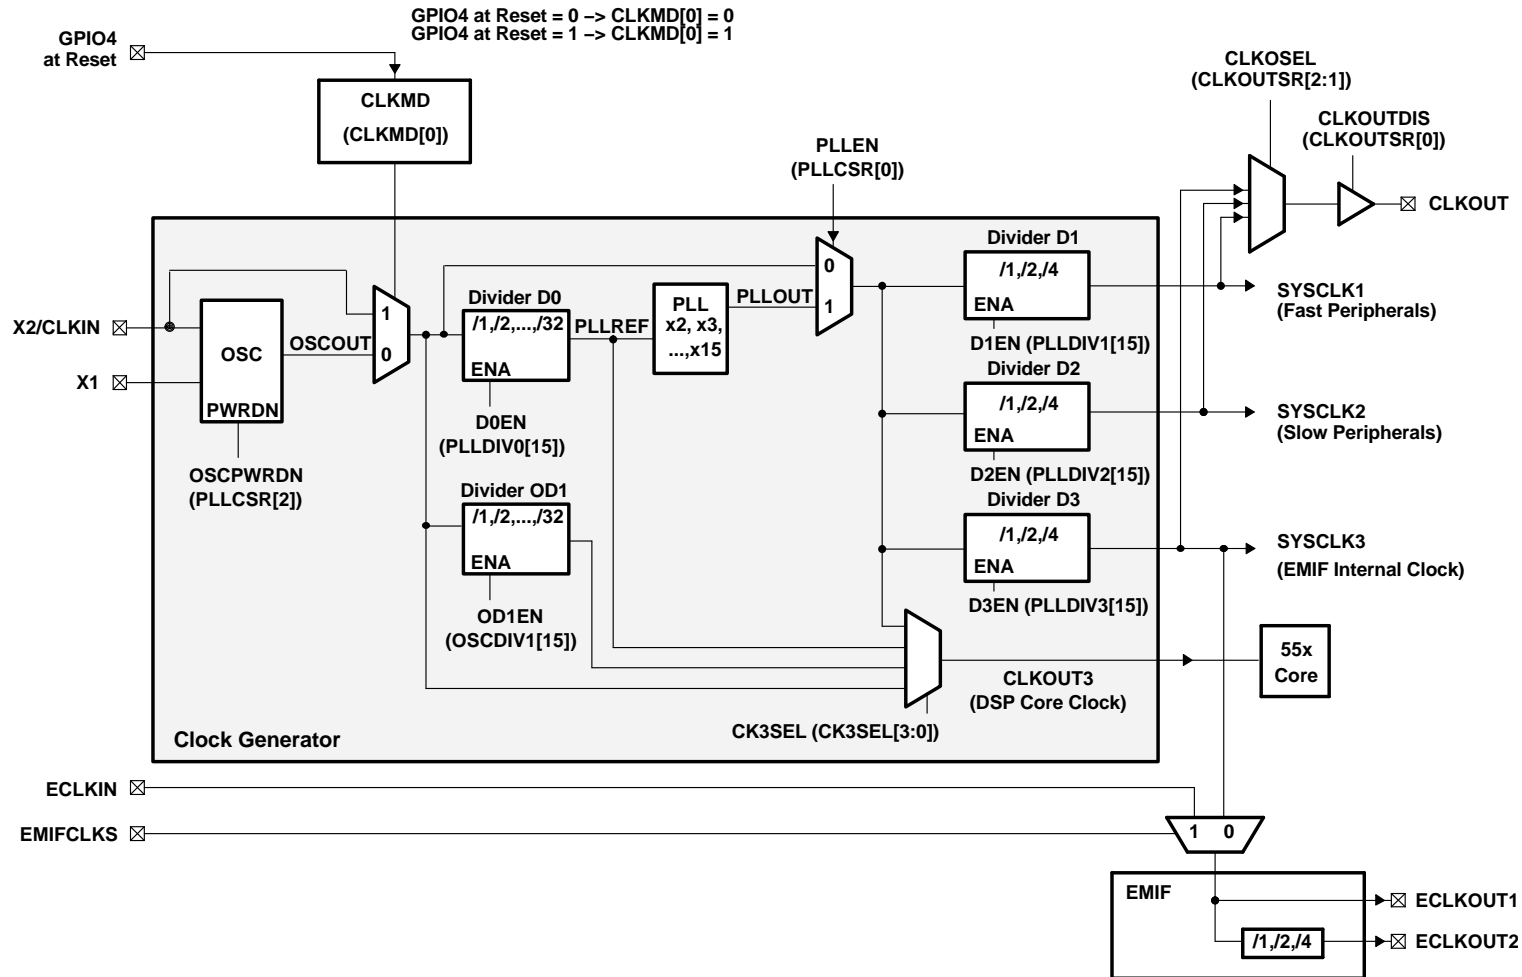 GPIO4 at Reset = 0 –> CLKMD[0] = 0
GPIO4 at Reset = 1 –> CLKMD[0] = 1
GPIO4
at Reset
CLKMD
(CLKMD[0])
CLKOSEL
(CLKOUTSR[2:1])
CLKOUTDIS
(CLKOUTSR[0])
CLKOUT
PLLEN
(PLLCSR[0])
X2/CLKIN
X1
OSC
PWRDN
OSCOUT
1
0
OSCPWRDN
(PLLCSR[2])
Divider D0
/1,/2,...,/32
ENA
D0EN
(PLLDIV0[15])
PLLREF
PLL
x2, x3,
...,x15
PLLOUT
0
1
Divider OD1
/1,/2,...,/32
ENA
OD1EN
(OSCDIV1[15])
Divider D1
/1,/2,/4
ENA
D1EN (PLLDIV1[15])
Divider D2
/1,/2,/4
ENA
D2EN (PLLDIV2[15])
Divider D3
/1,/2,/4
ENA
D3EN (PLLDIV3[15])
SYSCLK1
(Fast Peripherals)
SYSCLK2
(Slow Peripherals)
SYSCLK3
(EMIF Internal Clock)
CLKOUT3
(DSP Core Clock)
55x
Core
CK3SEL (CK3SEL[3:0])
Clock Generator
ECLKIN
EMIFCLKS
1 0
EMIF
/1,/2,/4
ECLKOUT1
ECLKOUT2